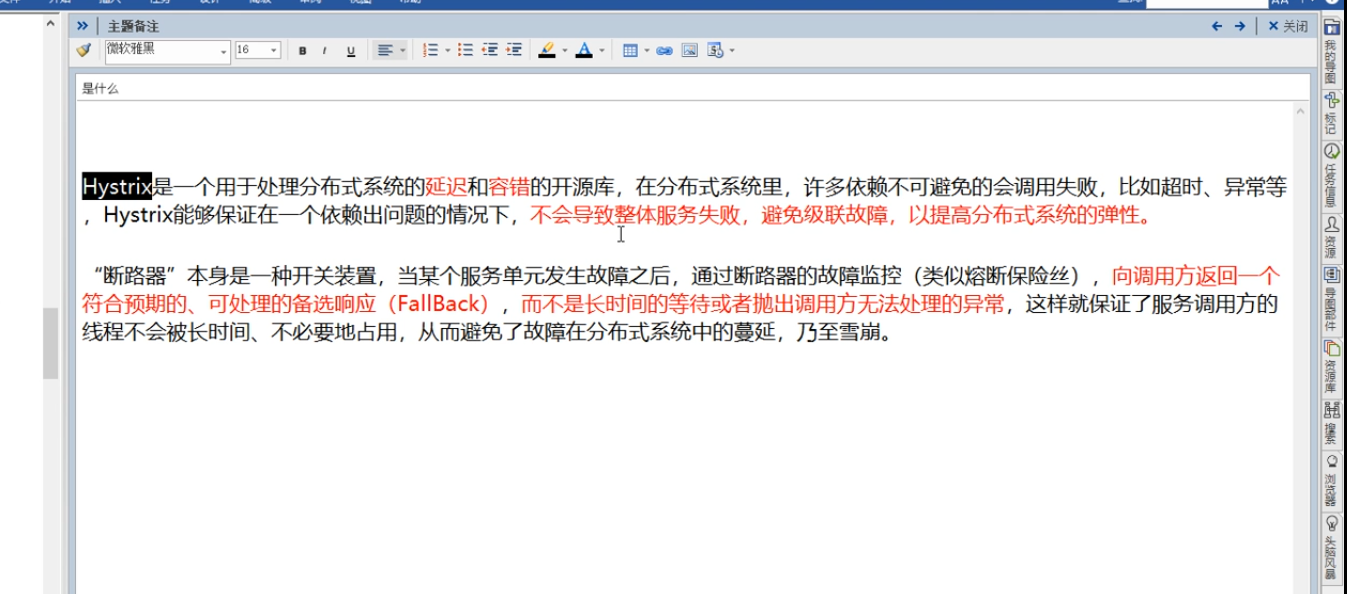 主题备注
关闭
微软雅黑
16
B I U
是什么
Hystrix是一个用于处理分布式系统的延迟和容错的开源库，在分布式系统里，许多依赖不可避免的会调用失败，比如超时、异常等
，Hystrix能够保证在一个依赖出问题的情况下，不会导致整体服务失败，避免级联故障，以提高分布式系统的弹性。
“断路器”本身是一种开关装置，当某个服务单元发生故障之后，通过断路器的故障监控（类似熔断保险丝），向调用方返回一个
符合预期的、可处理的备选响应（FallBack），而不是长时间的等待或者抛出调用方无法处理的异常，这样就保证了服务调用方的
线程不会被长时间、不必要地占用，从而避免了故障在分布式系统中的蔓延，乃至雪崩。
我的导图
标记
任务信息
资源
导图部件
资源库
搜索
浏览器
头脑风暴